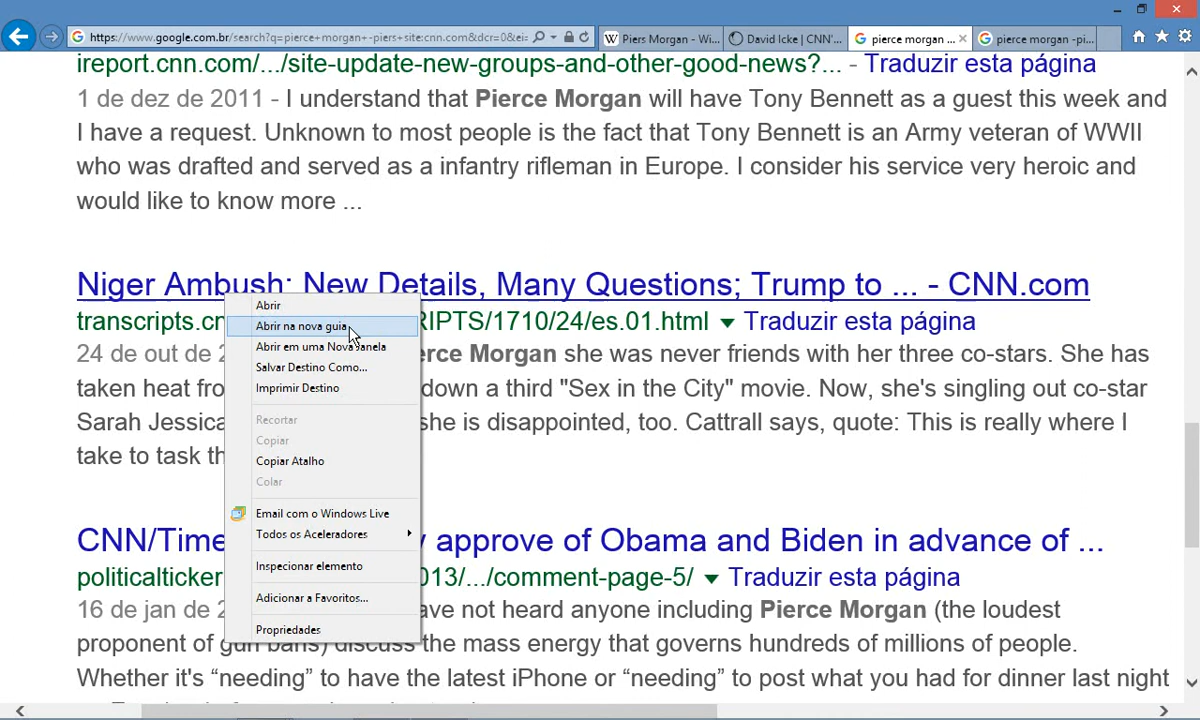 https://www.google.com.br/search?q=pierce+morgan+-piers+site:cnn.com&dcr=0&ei=
Piers Morgan - Wi...
David Icke | CNN'...
pierce morgan ...
pierce morgan -pi...
ireport.cnn.com/.../site-update-new-groups-and-other-good-news?... - Traduzir esta página
1 de dez de 2011 - I understand that Pierce Morgan will have Tony Bennett as a guest this week and
I have a request. Unknown to most people is the fact that Tony Bennett is an Army veteran of WWII
who was drafted and served as a infantry rifleman in Europe. I consider his service very heroic and
would like to know more ...
Niger Ambush: New Details, Many Questions; Trump to ... - CNN.com
transcripts.cn RIPTS/1710/24/es.01.html Traduzir esta página
24 de out de 2 erce Morgan she was never friends with her three co-stars. She has
taken heat fro down a third "Sex in the City" movie. Now, she's singling out co-star
Sarah Jessica she is disappointed, too. Cattrall says, quote: This is really where I
take to task th
Abrir
Abrir na nova guia
Abrir em uma Nova Janela
Salvar Destino Como...
Imprimir Destino
Recortar
Copiar
Copiar Atalho
Colar
Email com o Windows Live
Todos os Aceleradores
Inspecionar elemento
Adicionar a Favoritos...
Propriedades
CNN/Time y approve of Obama and Biden in advance of ...
politicalticker 013/.../comment-page-5/ Traduzir esta página
16 de jan de 2 ave not heard anyone including Pierce Morgan (the loudest
proponent of gun bans) discuss the mass energy that governs hundreds of millions of people.
Whether it's “needing” to have the latest iPhone or “needing” to post what you had for dinner last night